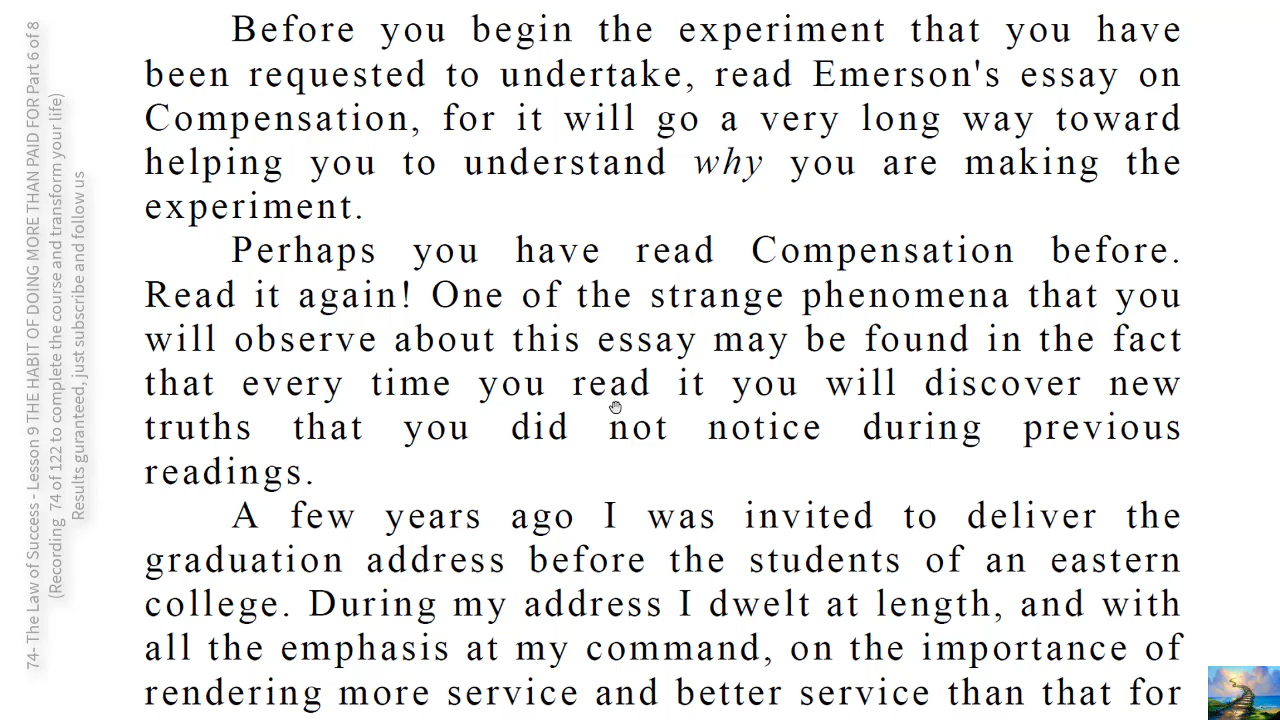 Before you begin the experiment that you have
been requested to undertake, read Emerson's essay on
Compensation, for it will go a very long way toward
helping you to understand why you are making the
experiment.
Perhaps you have read Compensation before.
Read it again! One of the strange phenomena that you
will observe about this essay may be found in the fact
that every time you read it you will discover new
truths that you did not notice during previous
readings.
A few years ago I was invited to deliver the
graduation address before the students of an eastern
college. During my address I dwelt at length, and with
all the emphasis at my command, on the importance of
rendering more service and better service than that for
74- The Law of Success - Lesson 9 THE HABIT OF DOING MORE THAN PAID FOR Part 6 of 8
(Recording 74 of 122 to complete the course and transform your life)
Results guranteed, just subscribe and follow us